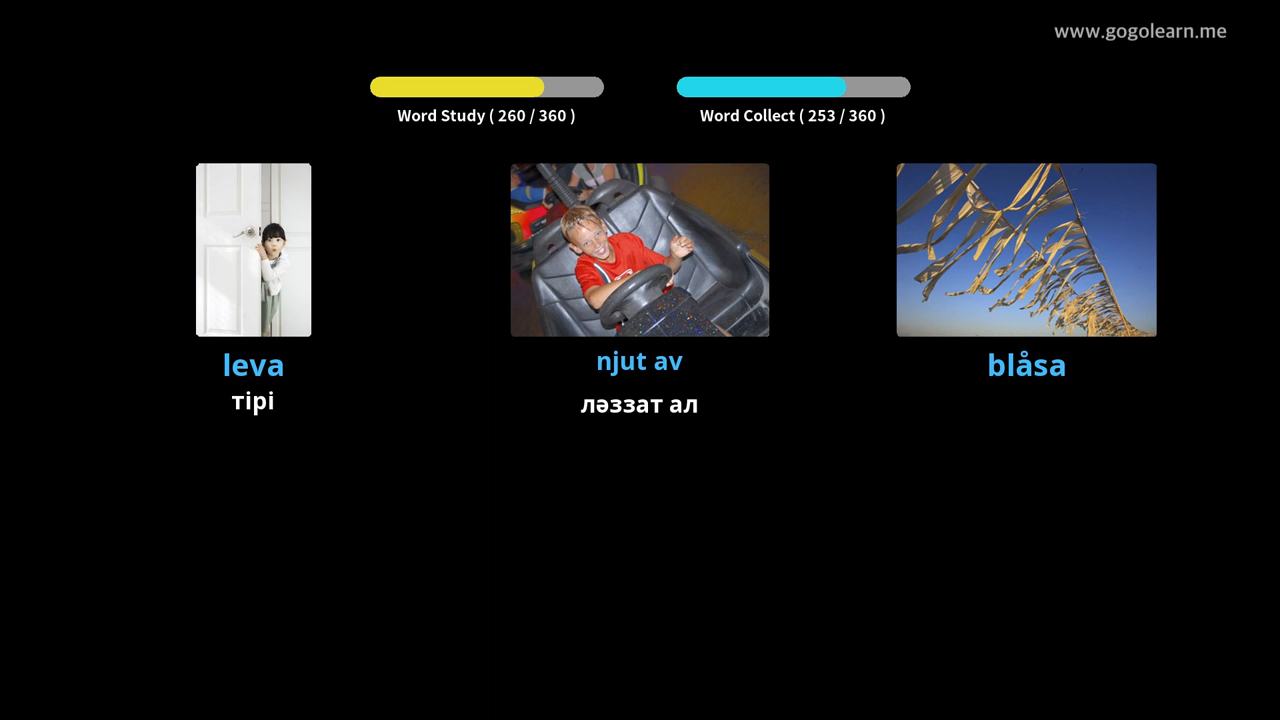 www.gogolearn.me
Word Study ( 260 / 360 )
Word Collect ( 253 / 360 )
leva
тірі
njut av
ләззат ал
blåsa